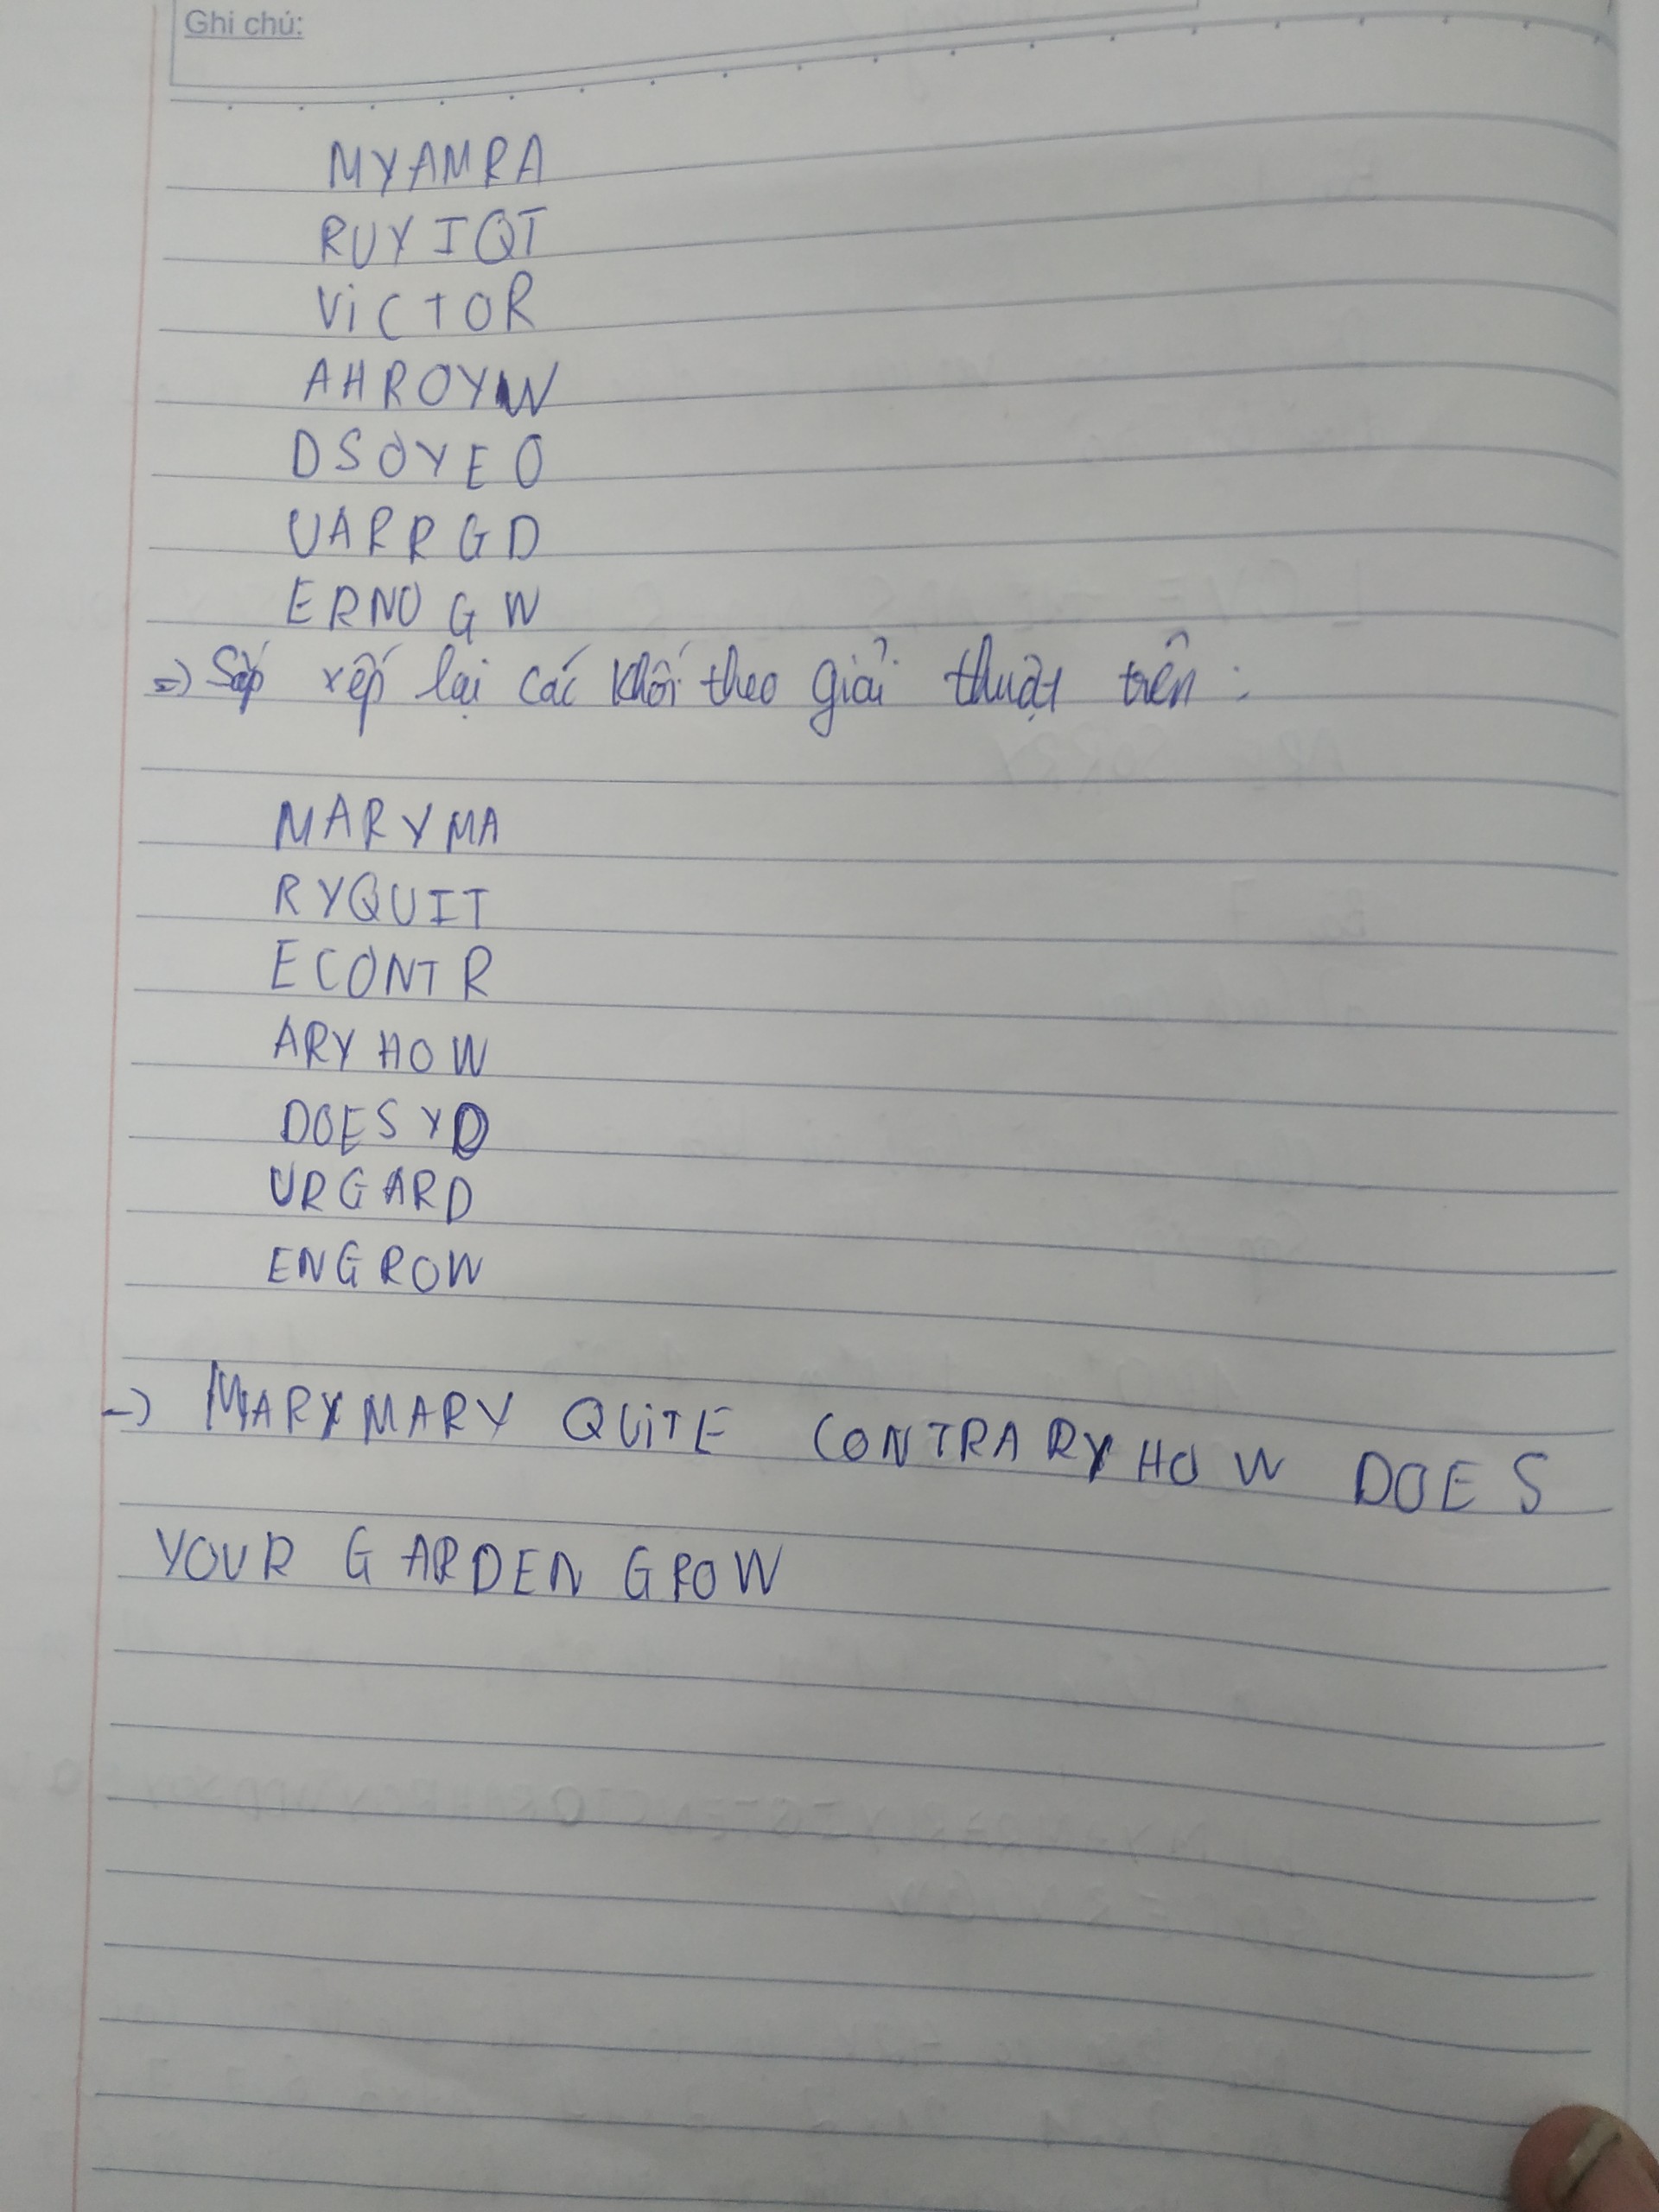 Ghi chú:
MYAMRA
RUYIQT
ViCTOR
AHROYW
DSOYEO
UARRGD
ERNOGW
=) Sắp xếp lại các khối theo giải thuật trên :
MARYMA
RYQUIT
ECONTR
ARYHOW
DOESYO
URGARD
ENGROW
-) MARYMARY QUiTE CONTRARYHOW DOES
YOUR GARDEN GROW